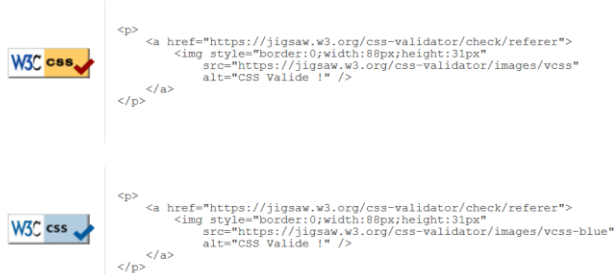 <p>
<a href="https://jigsaw.w3.org/css-validator/check/referer">
W3C css
<img style="border:0;width:88px;height:31px"
src="https://jigsaw.w3.org/css-validator/images/vcss"
alt="CSS Valide !" />
</a>
</p>
<p>
<a href="https://jigsaw.w3.org/css-validator/check/referer">
W3C css
<img style="border:0;width:88px;height:31px"
src="https://jigsaw.w3.org/css-validator/images/vcss-blue"
alt="CSS Valide !" />
</a>
</p>